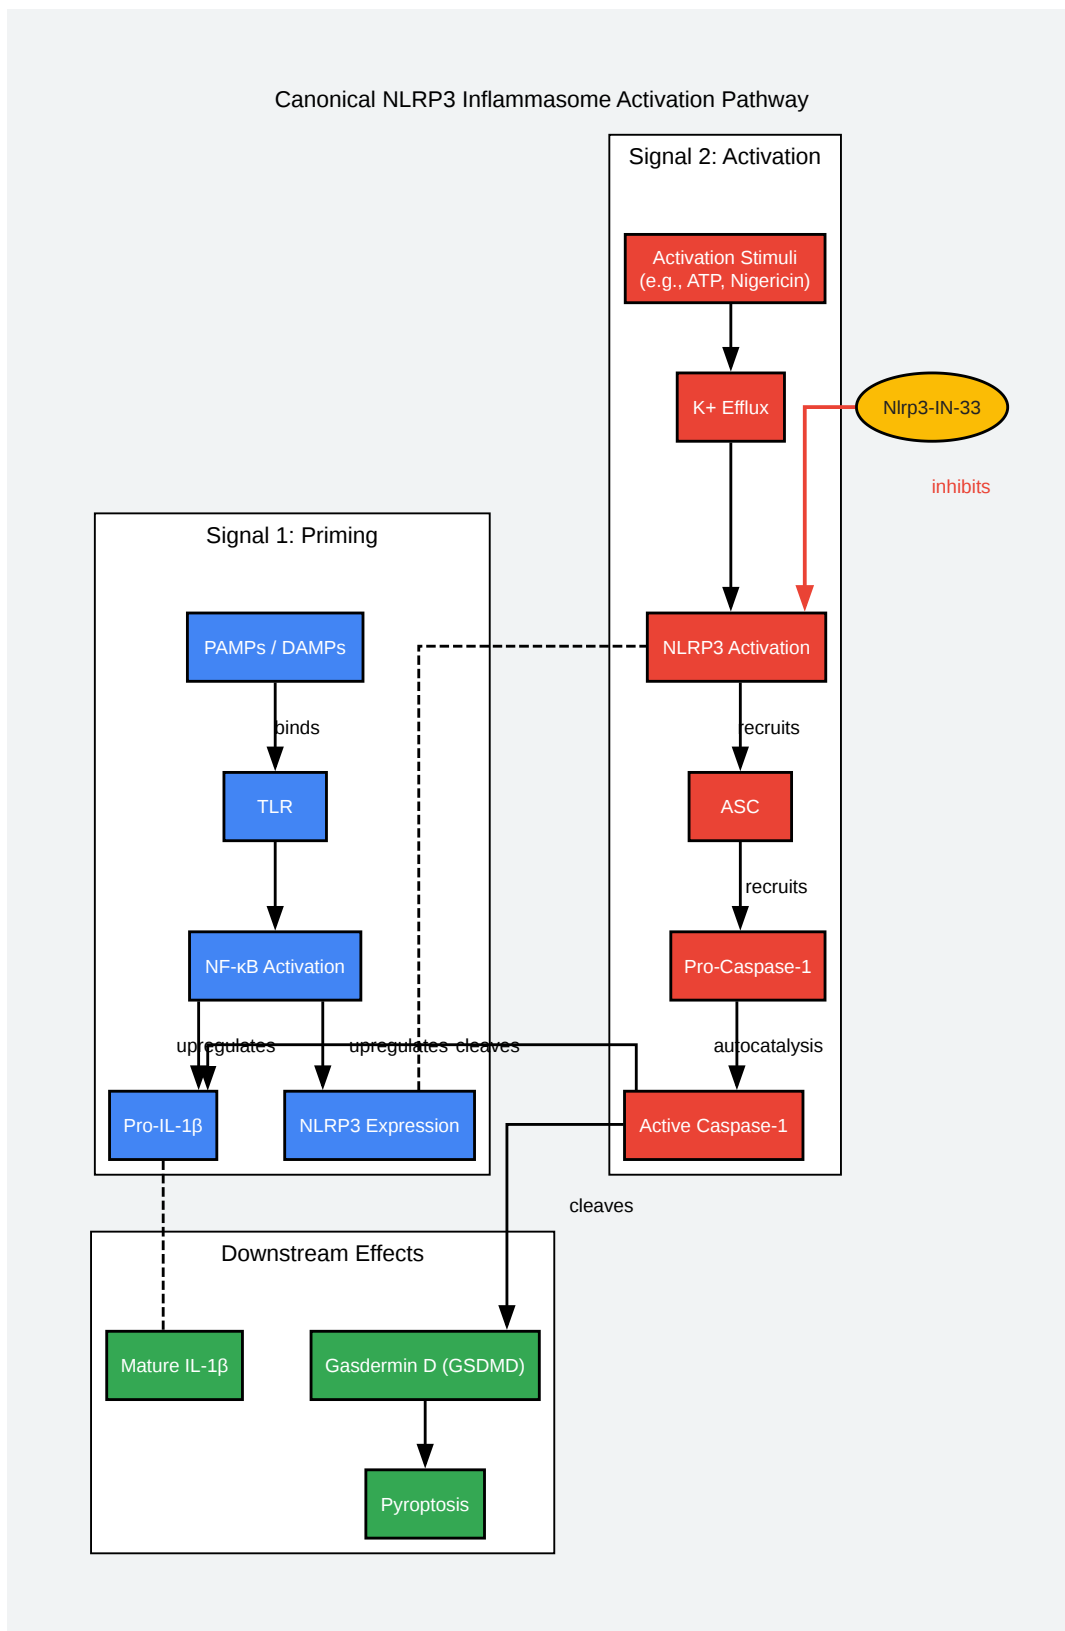 Canonical NLRP3 Inflammasome Activation Pathway
Signal 2: Activation
Activation Stimuli
(e.g., ATP, Nigericin)
K+ Efflux
Nlrp3-IN-33
inhibits
Signal 1: Priming
PAMPs / DAMPs
NLRP3 Activation
binds
recruits
TLR
ASC
recruits
NF-κB Activation
Pro-Caspase-1
upregulates
upregulates
cleaves
autocatalysis
Pro-IL-1β
NLRP3 Expression
Active Caspase-1
cleaves
Downstream Effects
Mature IL-1β
Gasdermin D (GSDMD)
Pyroptosis